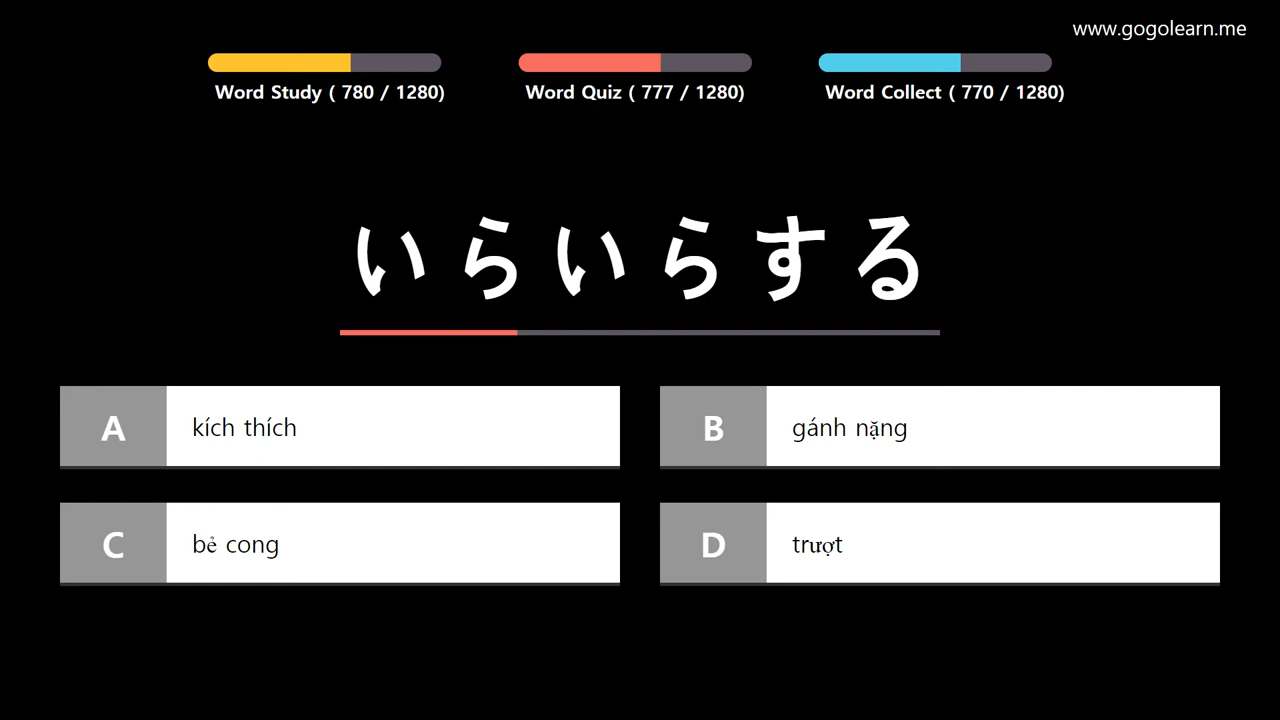 www.gogolearn.me
Word Study ( 780 / 1280)
Word Quiz ( 777 / 1280)
Word Collect ( 770 / 1280)
いらいらする
A
kích thích
B
gánh nặng
C
bẻ cong
D
trượt